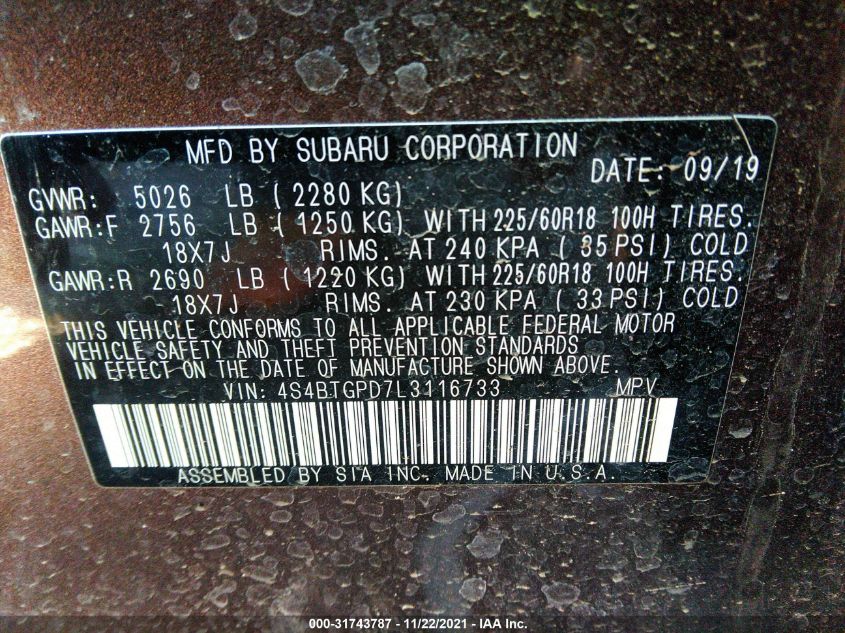 MFD BY SUBARU CORPORATION DATE: 09/19
GVWR: 5026 LB ( 2280 KG)
GAWR:F 2756 LB ( 1250 KG) WITH 225/60R18 100H TIRES.
18X7J RIMS. AT 240 KPA ( 35 PSI) COLD
GAWR:R 2690 LB ( 1220 KG) WITH 225/60R18 100H TIRES.
18X7J RIMS. AT 230 KPA ( 33 PSI) COLD
THIS VEHICLE CONFORMS TO ALL APPLICABLE FEDERAL MOTOR
VEHICLE SAFETY AND THEFT PREVENTION STANDARDS
IN EFFECT ON THE DATE OF MANUFACTURE SHOWN ABOVE.
VIN: 4S4BTGPD7L3116733 MPV
ASSEMBLED BY SIA INC. MADE IN U.S.A.
000-31743787 - 11/22/2021 - IAA Inc.